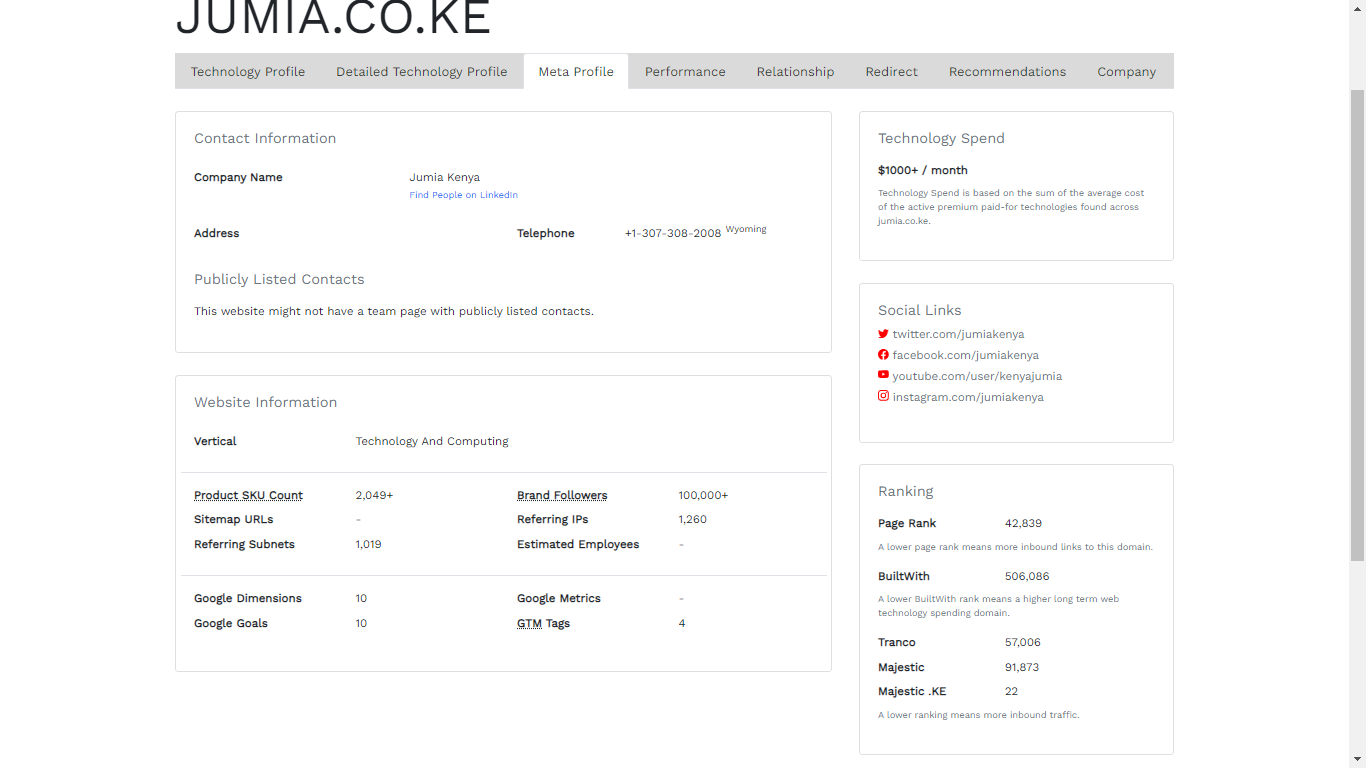 JUMIA.CO.KE
Technology Profile Detailed Technology Profile Meta Profile Performance Relationship Redirect Recommendations Company
Contact Information
Company Name Jumia Kenya
Find People on LinkedIn
Address Telephone +1-307-308-2008 Wyoming
Publicly Listed Contacts
This website might not have a team page with publicly listed contacts.
Website Information
Vertical Technology And Computing
Product SKU Count 2,049+ Brand Followers 100,000+
Sitemap URLs - Referring IPs 1,260
Referring Subnets 1,019 Estimated Employees -
Google Dimensions 10 Google Metrics -
Google Goals 10 GTM Tags 4
Technology Spend
$1000+ / month
Technology Spend is based on the sum of the average cost
of the active premium paid-for technologies found across
jumia.co.ke.
Social Links
twitter.com/jumiakenya
facebook.com/jumiakenya
youtube.com/user/kenyajumia
instagram.com/jumiakenya
Ranking
Page Rank 42,839
A lower page rank means more inbound links to this domain.
BuiltWith 506,086
A lower BuiltWith rank means a higher long term web
technology spending domain.
Tranco 57,006
Majestic 91,873
Majestic .KE 22
A lower ranking means more inbound traffic.